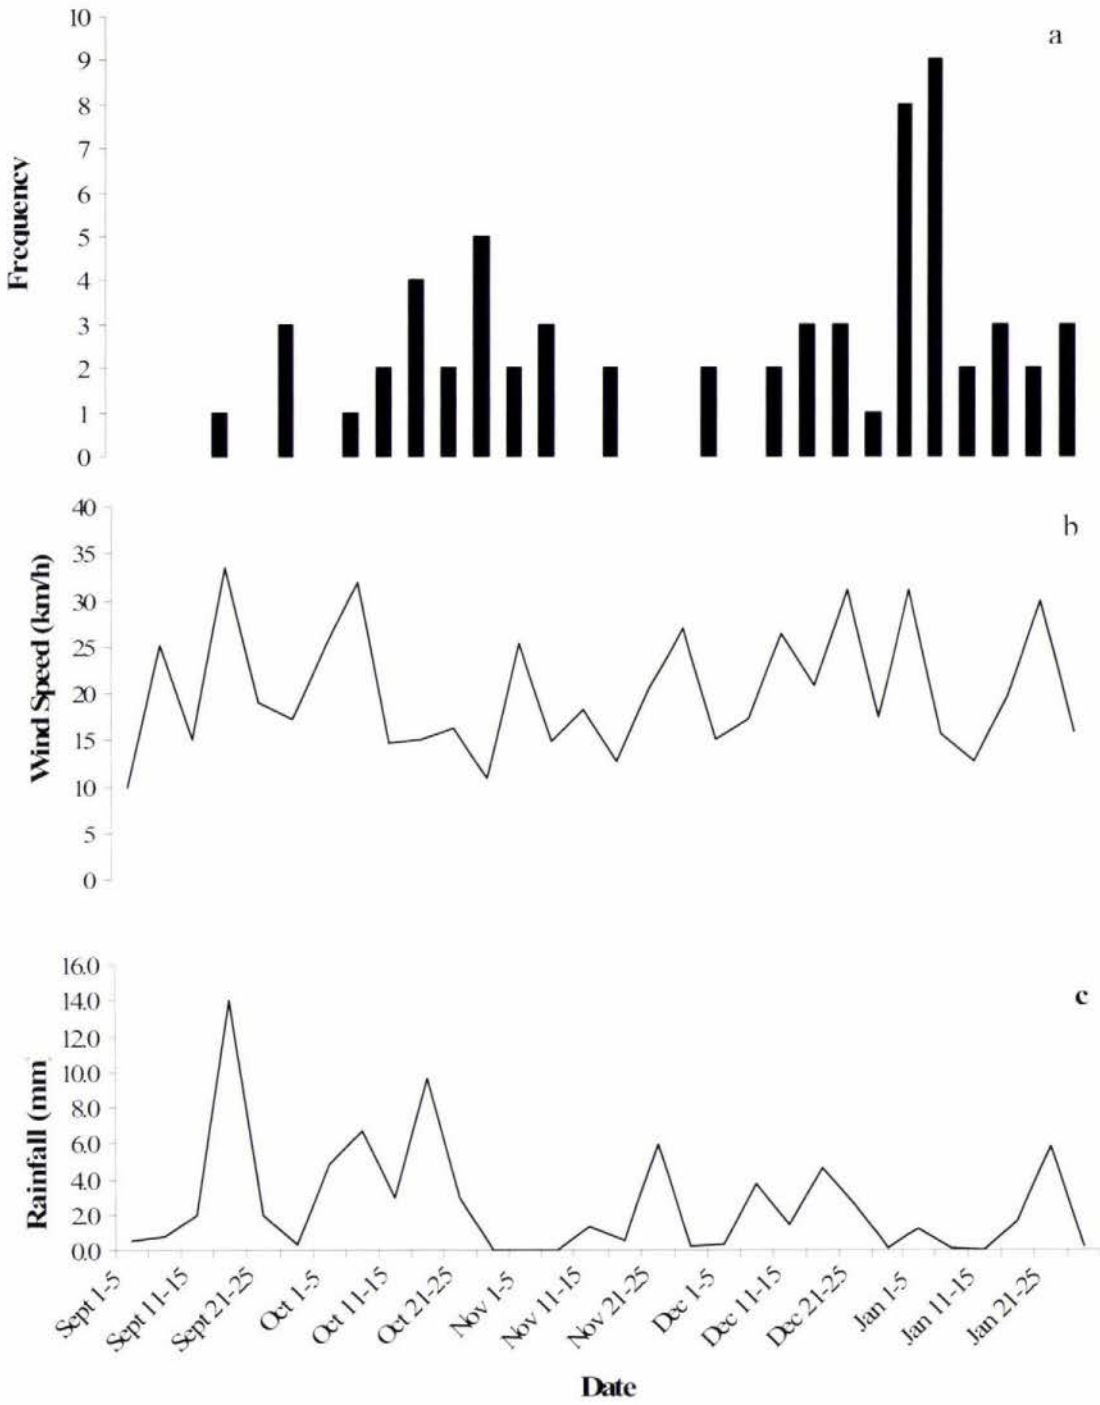 a
Frequency
10
9
8
7
6
5
4
3
2
1
0
b
Wind Speed (km/h)
40
35
30
25
20
15
10
5
0
c
Rainfall (mm)
16.0
14.0
12.0
10.0
8.0
6.0
4.0
2.0
0.0
Sept 1-5
Sept 11-15
Sept 21-25
Oct 1-5
Oct 11-15
Oct 21-25
Nov 1-5
Nov 11-15
Nov 21-25
Dec 1-5
Dec 11-15
Dec 21-25
Jan 1-5
Jan 11-15
Jan 21-25
Date